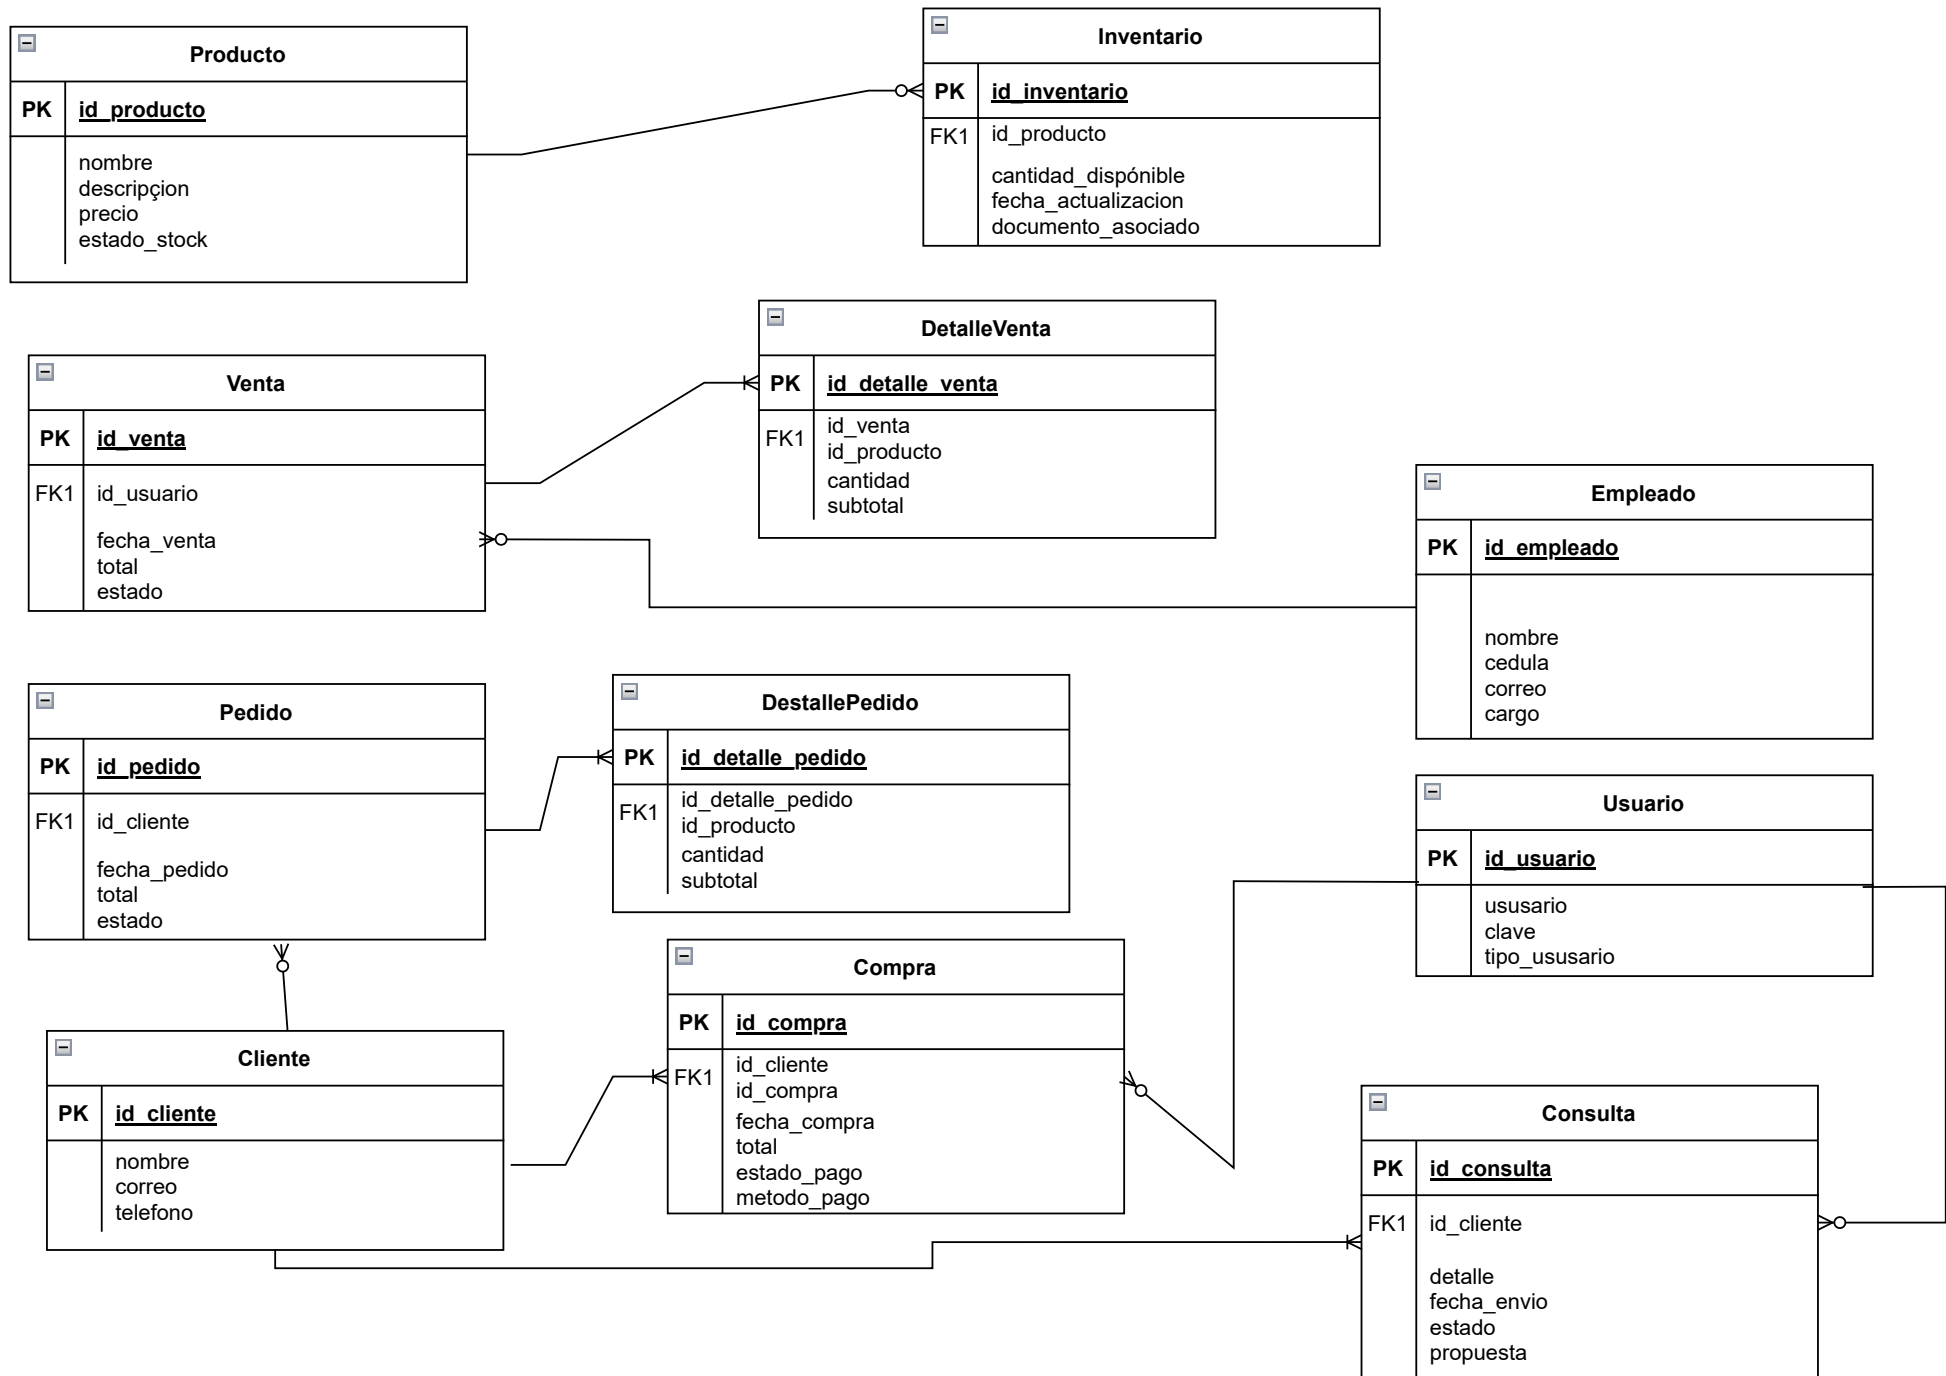 Producto
PK id_producto
nombre
descripçion
precio
estado_stock
Inventario
PK id_inventario
FK1 id_producto
cantidad_dispónible
fecha_actualizacion
documento_asociado
DetalleVenta
PK id_detalle_venta
FK1 id_venta
id_producto
cantidad
subtotal
Venta
PK id_venta
FK1 id_usuario
fecha_venta
total
estado
Empleado
PK id_empleado
nombre
cedula
correo
cargo
Pedido
PK id_pedido
FK1 id_cliente
fecha_pedido
total
estado
DestallePedido
PK id_detalle_pedido
FK1 id_detalle_pedido
id_producto
cantidad
subtotal
Usuario
PK id_usuario
ususario
clave
tipo_ususario
Compra
PK id_compra
FK1 id_cliente
id_compra
fecha_compra
total
estado_pago
metodo_pago
Cliente
PK id_cliente
nombre
correo
telefono
Consulta
PK id_consulta
FK1 id_cliente
detalle
fecha_envio
estado
propuesta